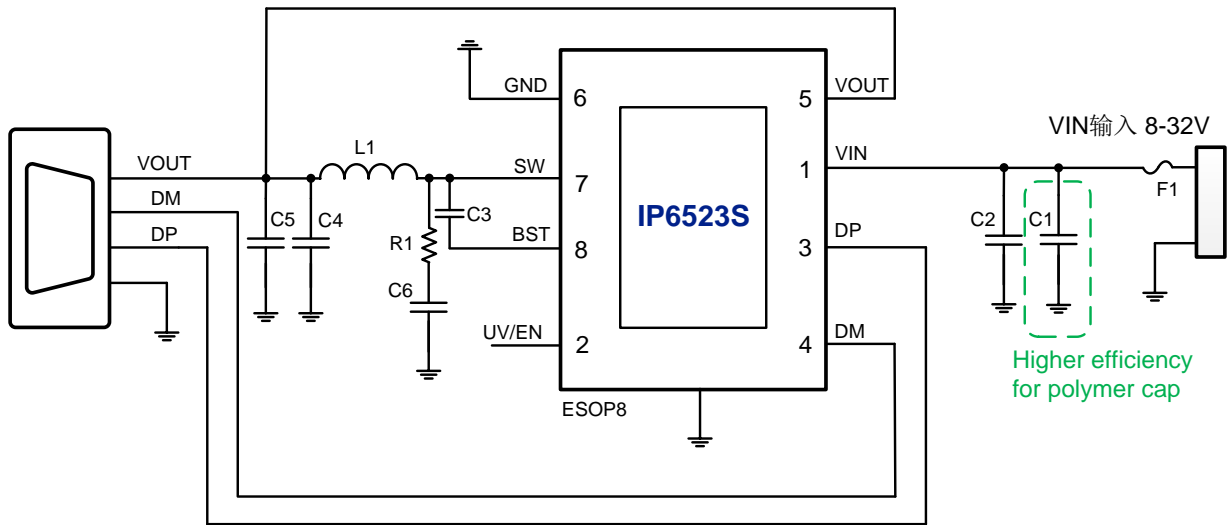 GND
6
5
VOUT
VIN输入 8-32V
VOUT
L1
SW
7
1
VIN
F1
DM
C5
C4
C3
IP6523S
C2
C1
DP
R1
BST
8
3
DP
C6
UV/EN
2
4
DM
Higher efficiency
for polymer cap
ESOP8